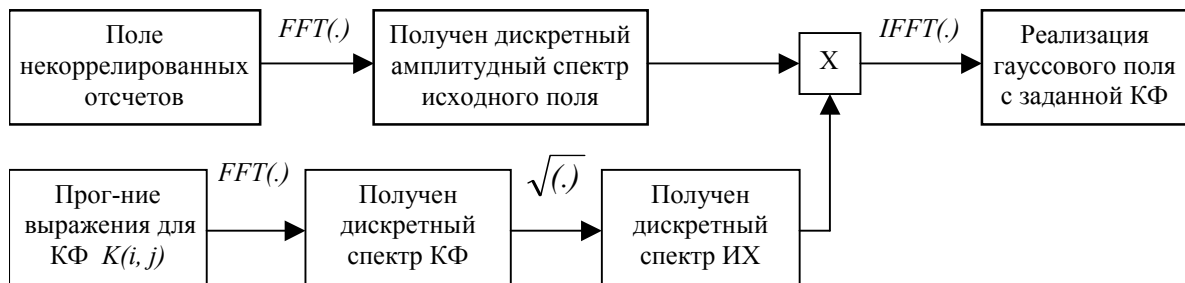 Поле
некоррелированных
отсчетов
FFT(.)
Получен дискретный
амплитудный спектр
исходного поля
X
IFFT(.)
Реализация
гауссового поля
с заданной КФ
Прог-ние
выражения для
КФ K(i, j)
FFT(.)
Получен
дискретный
спектр КФ
√(.)
Получен
дискретный
спектр ИХ